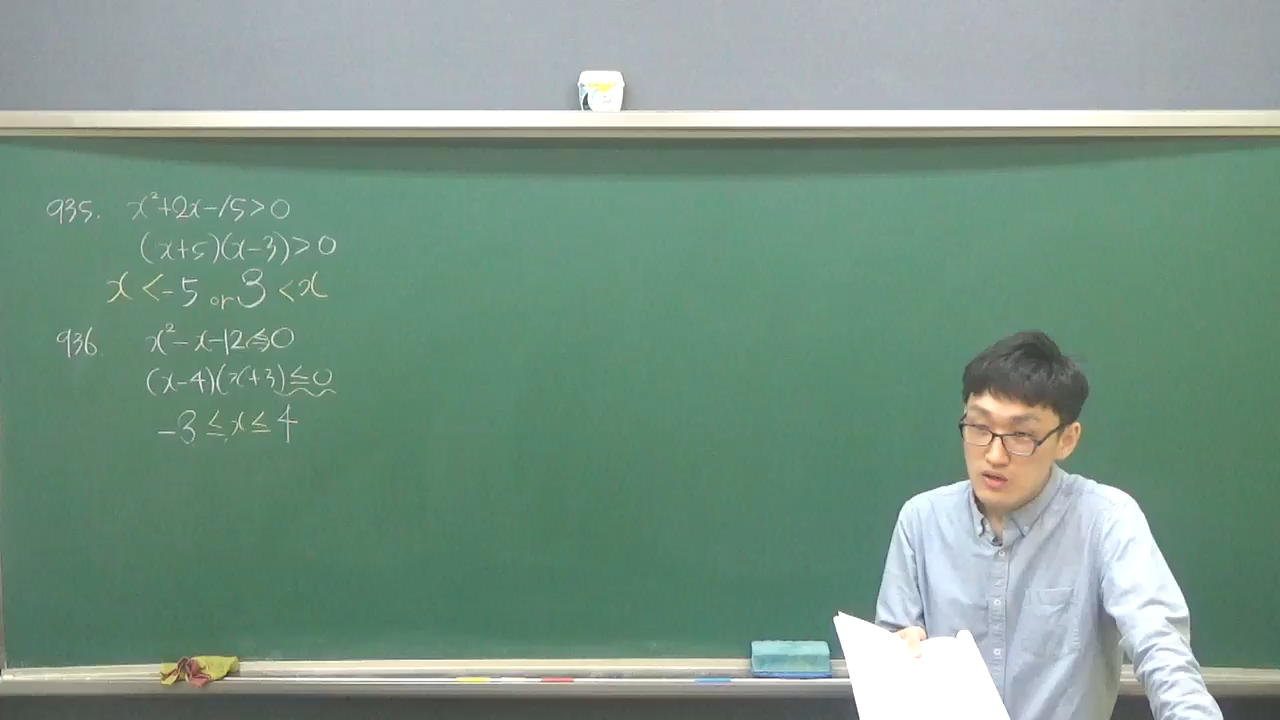 935. x²+2x-15>0
(x+5)(x-3)>0
x<-5 or 3<x
936 x²-x-12≤0
(x-4)(x+3)≤0
-3≤x≤4